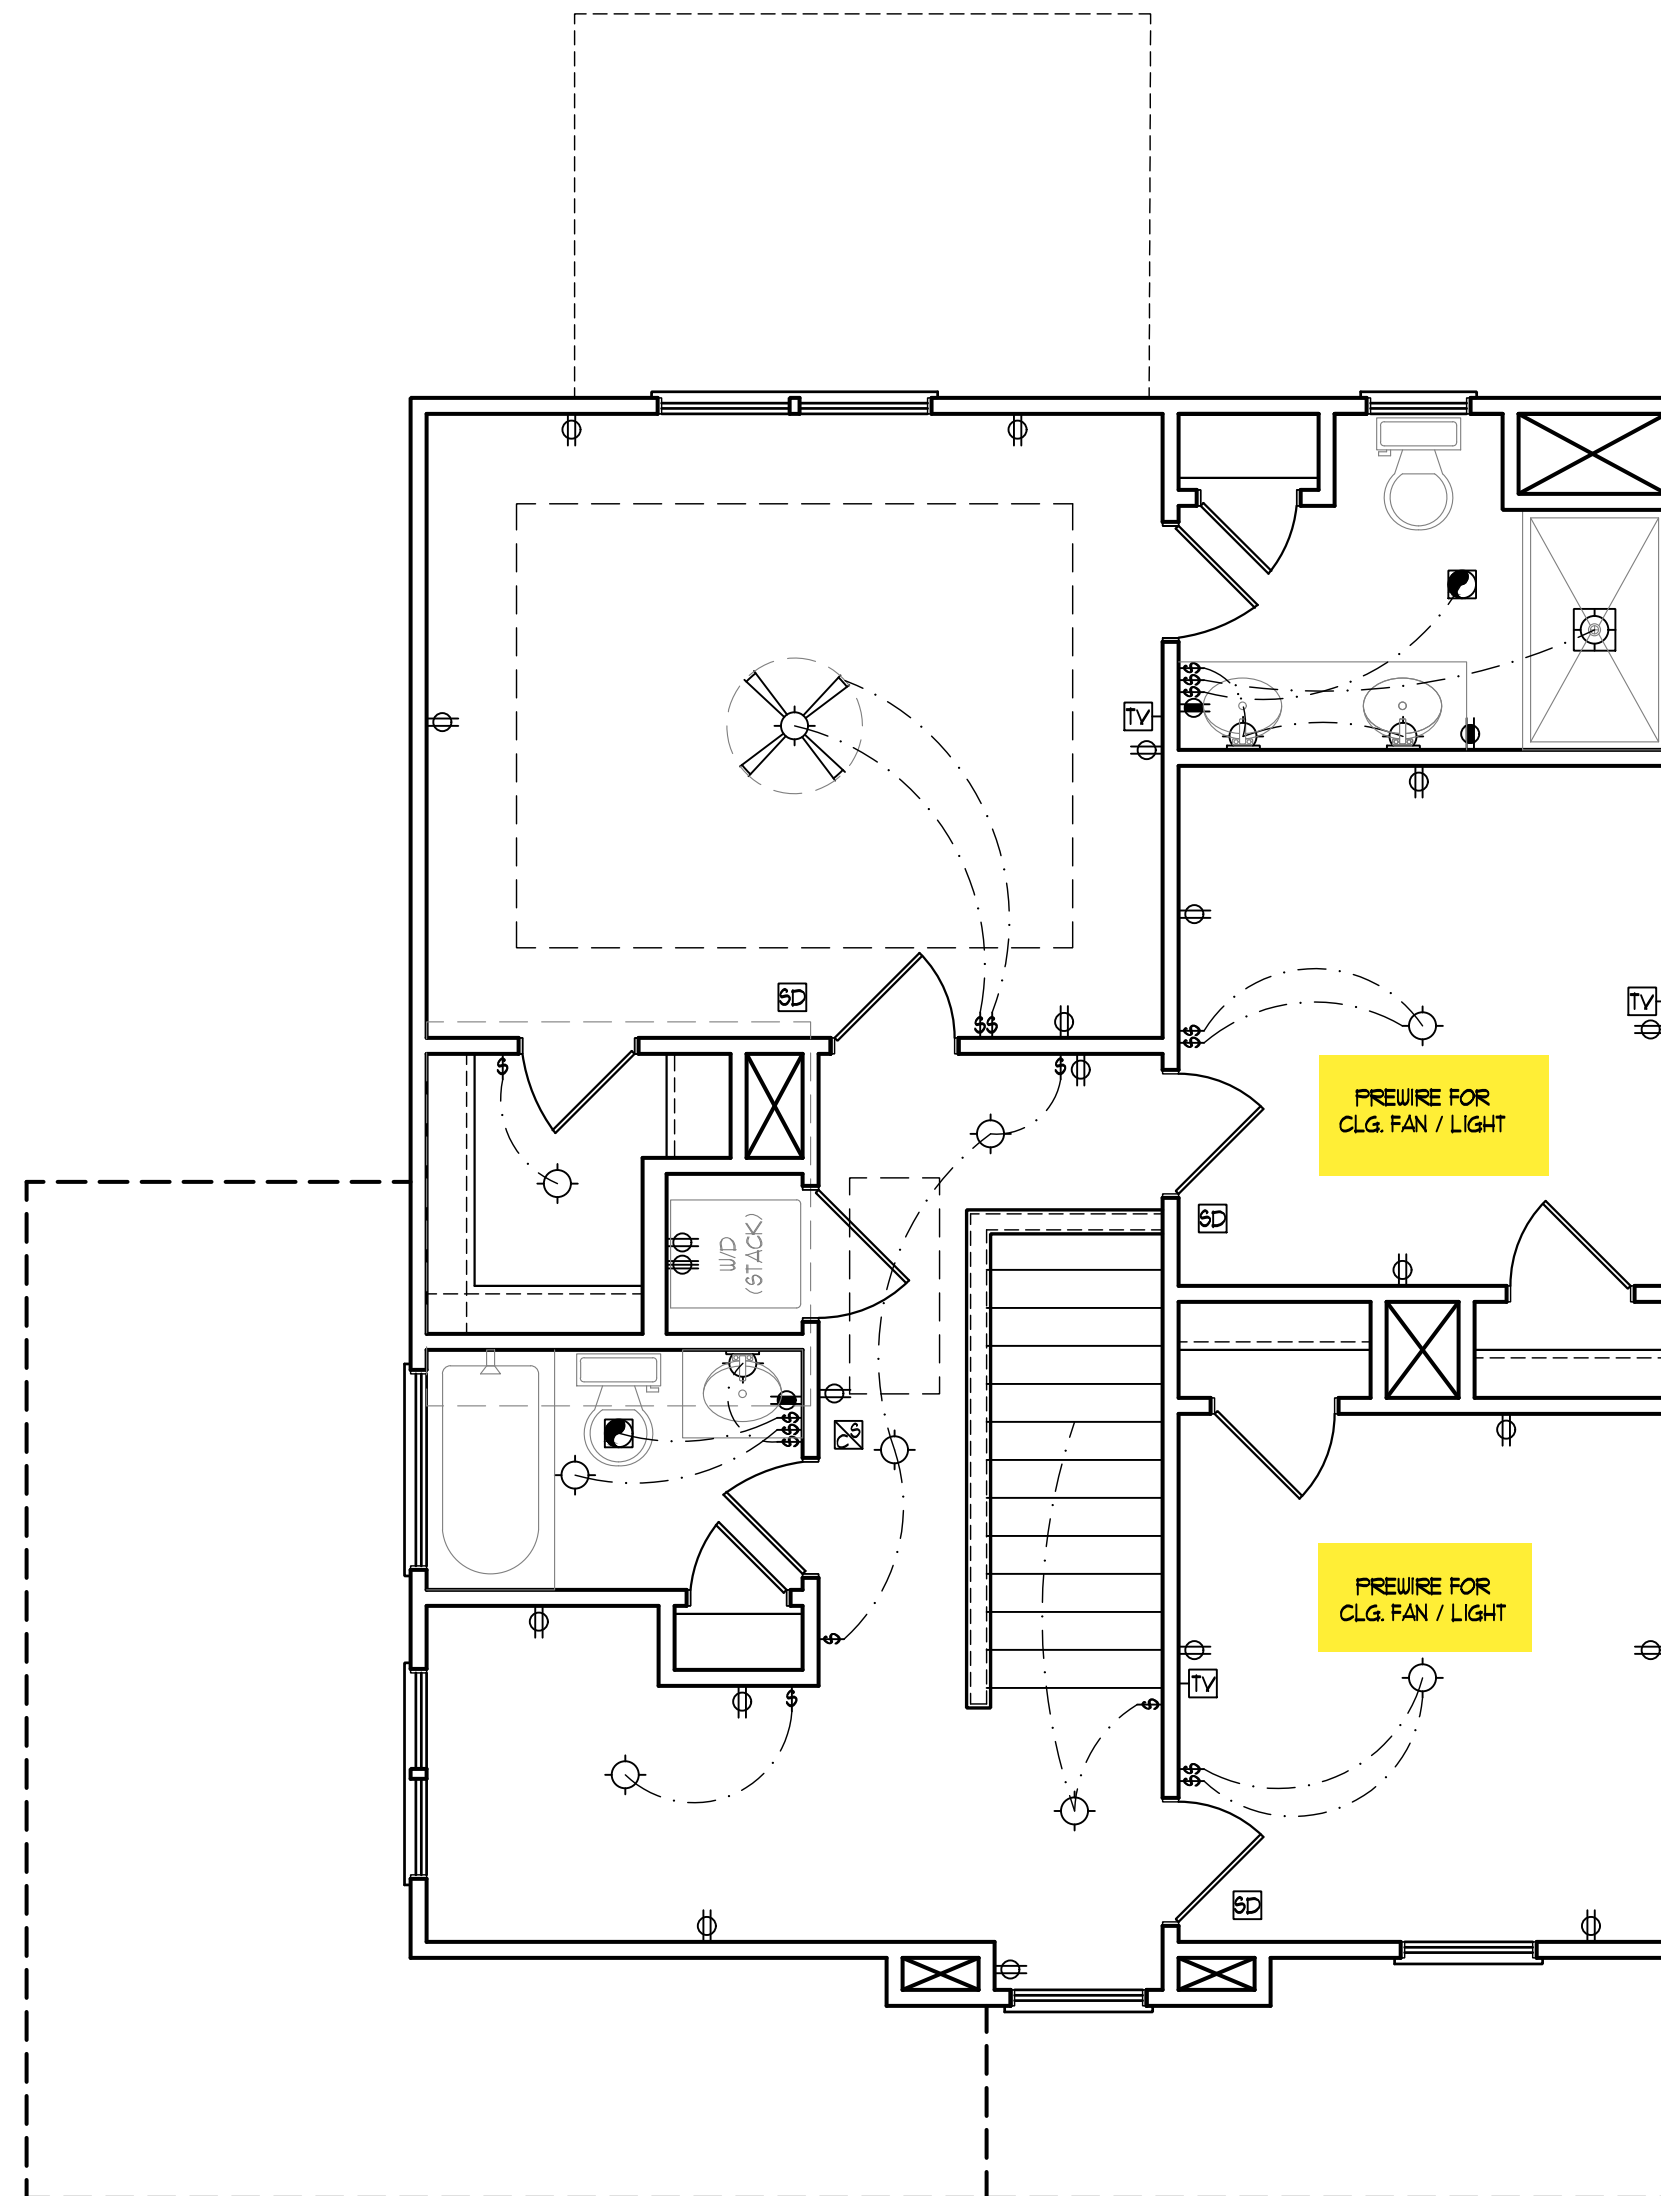 TV
SD
TV
PREWIRE FOR
CLG. FAN / LIGHT
SD
W/D
(STACK)
CS
PREWIRE FOR
CLG. FAN / LIGHT
TV
SD